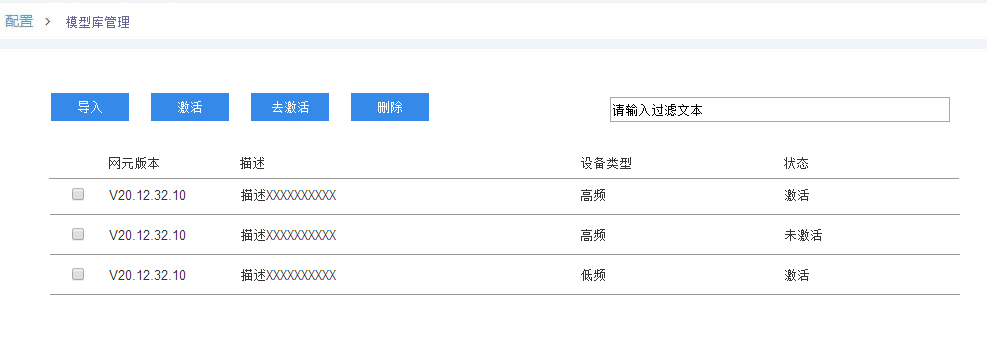 配置 > 模型库管理
导入 激活 去激活 删除 请输入过滤文本
网元版本 描述 设备类型 状态
V20.12.32.10 描述XXXXXXXXXX 高频 激活
V20.12.32.10 描述XXXXXXXXXX 高频 未激活
V20.12.32.10 描述XXXXXXXXXX 低频 激活